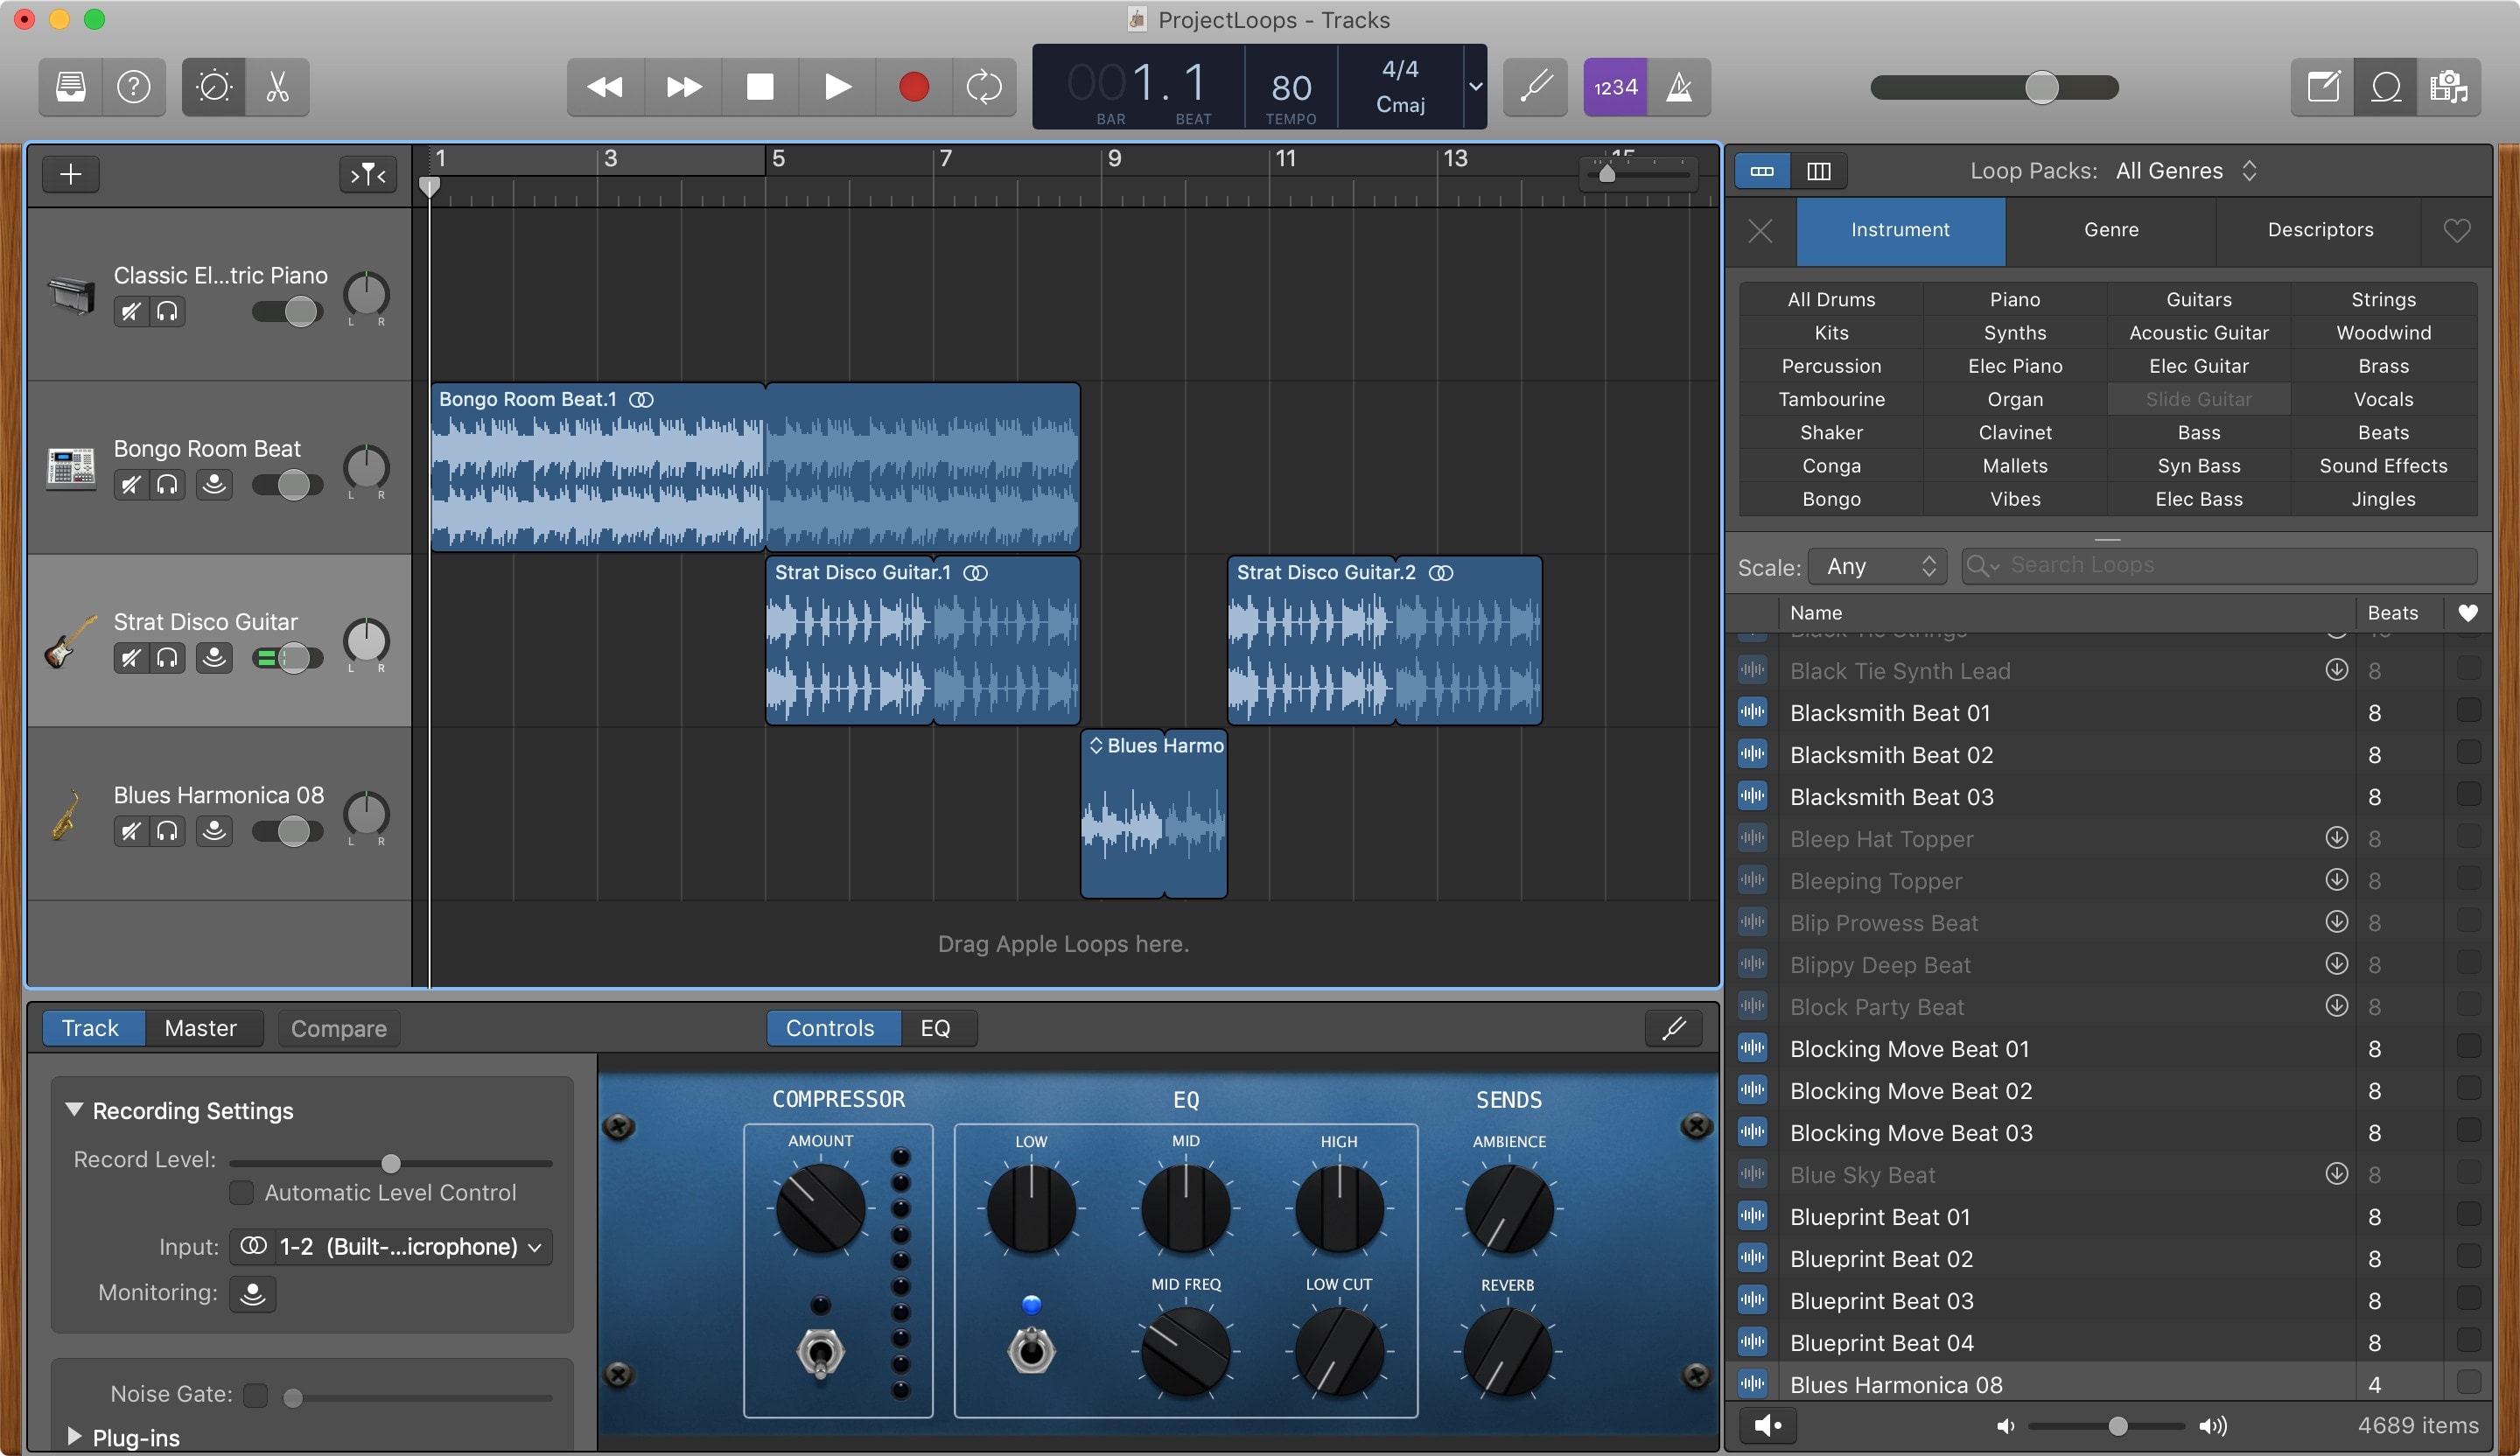 ProjectLoops - Tracks
001. 1
BAR BEAT
80
TEMPO
4/4
Cmaj
1234
1 3 5 7 9 11 13 15
Classic El...tric Piano
L R
Bongo Room Beat
L R
Strat Disco Guitar
L R
Blues Harmonica 08
L R
Bongo Room Beat.1
Strat Disco Guitar.1
Strat Disco Guitar.2
Blues Harmo
Drag Apple Loops here.
Loop Packs: All Genres
Instrument Genre Descriptors
All Drums Piano Guitars Strings
Kits Synths Acoustic Guitar Woodwind
Percussion Elec Piano Elec Guitar Brass
Tambourine Organ Slide Guitar Vocals
Shaker Clavinet Bass Beats
Conga Mallets Syn Bass Sound Effects
Bongo Vibes Elec Bass Jingles
Scale: Any Search Loops
Name Beats
Black Tie Strings 16
Black Tie Synth Lead 8
Blacksmith Beat 01 8
Blacksmith Beat 02 8
Blacksmith Beat 03 8
Bleep Hat Topper 8
Bleeping Topper 8
Blip Prowess Beat 8
Blippy Deep Beat 8
Block Party Beat 8
Blocking Move Beat 01 8
Blocking Move Beat 02 8
Blocking Move Beat 03 8
Blue Sky Beat 8
Blueprint Beat 01 8
Blueprint Beat 02 8
Blueprint Beat 03 8
Blueprint Beat 04 8
Blues Harmonica 08 4
4689 items
Track Master Compare
Controls EQ
Recording Settings
Record Level:
Automatic Level Control
Input: 1-2 (Built-...icrophone)
Monitoring:
Noise Gate:
Plug-ins
COMPRESSOR
AMOUNT
EQ
LOW MID HIGH
MID FREQ LOW CUT
SENDS
AMBIENCE
REVERB